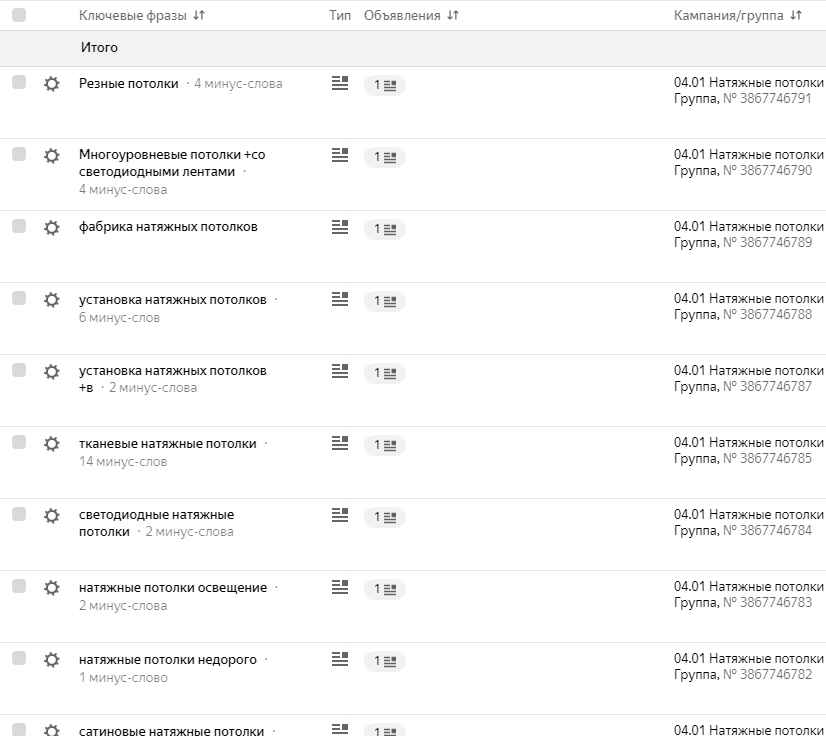 Ключевые фразы Тип Объявления Кампания/группа
Итого
Резные потолки · 4 минус-слова 1 04.01 Натяжные потолки
Группа, № 3867746791
Многоуровневые потолки +со 1 04.01 Натяжные потолки
светодиодными лентами · Группа, № 3867746790
4 минус-слова
фабрика натяжных потолков 1 04.01 Натяжные потолки
Группа, № 3867746789
установка натяжных потолков · 1 04.01 Натяжные потолки
6 минус-слов Группа, № 3867746788
установка натяжных потолков 1 04.01 Натяжные потолки
+в · 2 минус-слова Группа, № 3867746787
тканевые натяжные потолки · 1 04.01 Натяжные потолки
14 минус-слов Группа, № 3867746785
светодиодные натяжные 1 04.01 Натяжные потолки
потолки · 2 минус-слова Группа, № 3867746784
натяжные потолки освещение · 1 04.01 Натяжные потолки
2 минус-слова Группа, № 3867746783
натяжные потолки недорого · 1 04.01 Натяжные потолки
1 минус-слово Группа, № 3867746782
сатиновые натяжные потолки · 1 04.01 Натяжные потолки